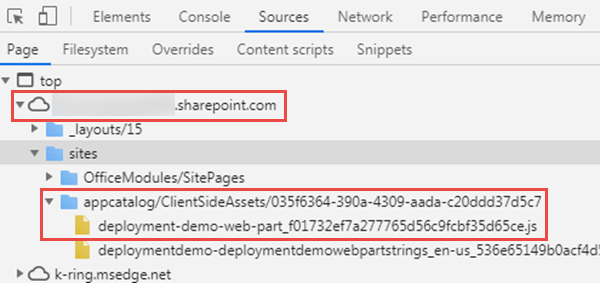 Elements Console Sources Network Performance Memory
Page Filesystem Overrides Content scripts Snippets
top
.sharepoint.com
_layouts/15
sites
OfficeModules/SitePages
appcatalog/ClientSideAssets/035f6364-390a-4309-aada-c20ddd37d5c7
deployment-demo-web-part_f01732ef7a277765d56c9fcbf35d65ce.js
deploymentdemo-deploymentdemowebpartstrings_en-us_536e65149b0acf4d5
k-ring.msedge.net